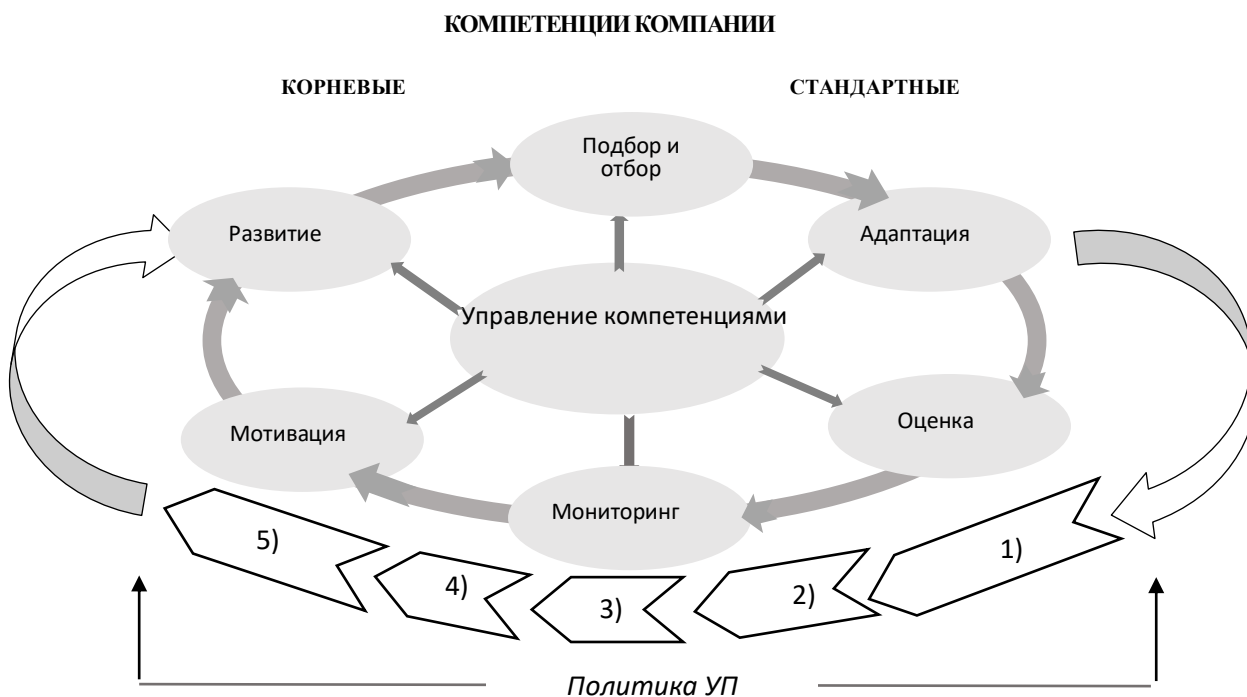 КОМПЕТЕНЦИИ КОМПАНИИ
КОРНЕВЫЕ
СТАНДАРТНЫЕ
Подбор и
отбор
Развитие
Адаптация
Управление компетенциями
Мотивация
Оценка
Мониторинг
5)
4)
3)
2)
1)
Политика УП